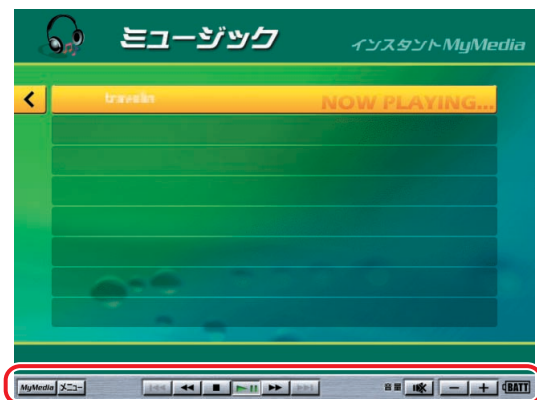 ミュージック
インスタントMyMedia
travelin
NOW PLAYING...
MyMedia メニュー 音量 BATT